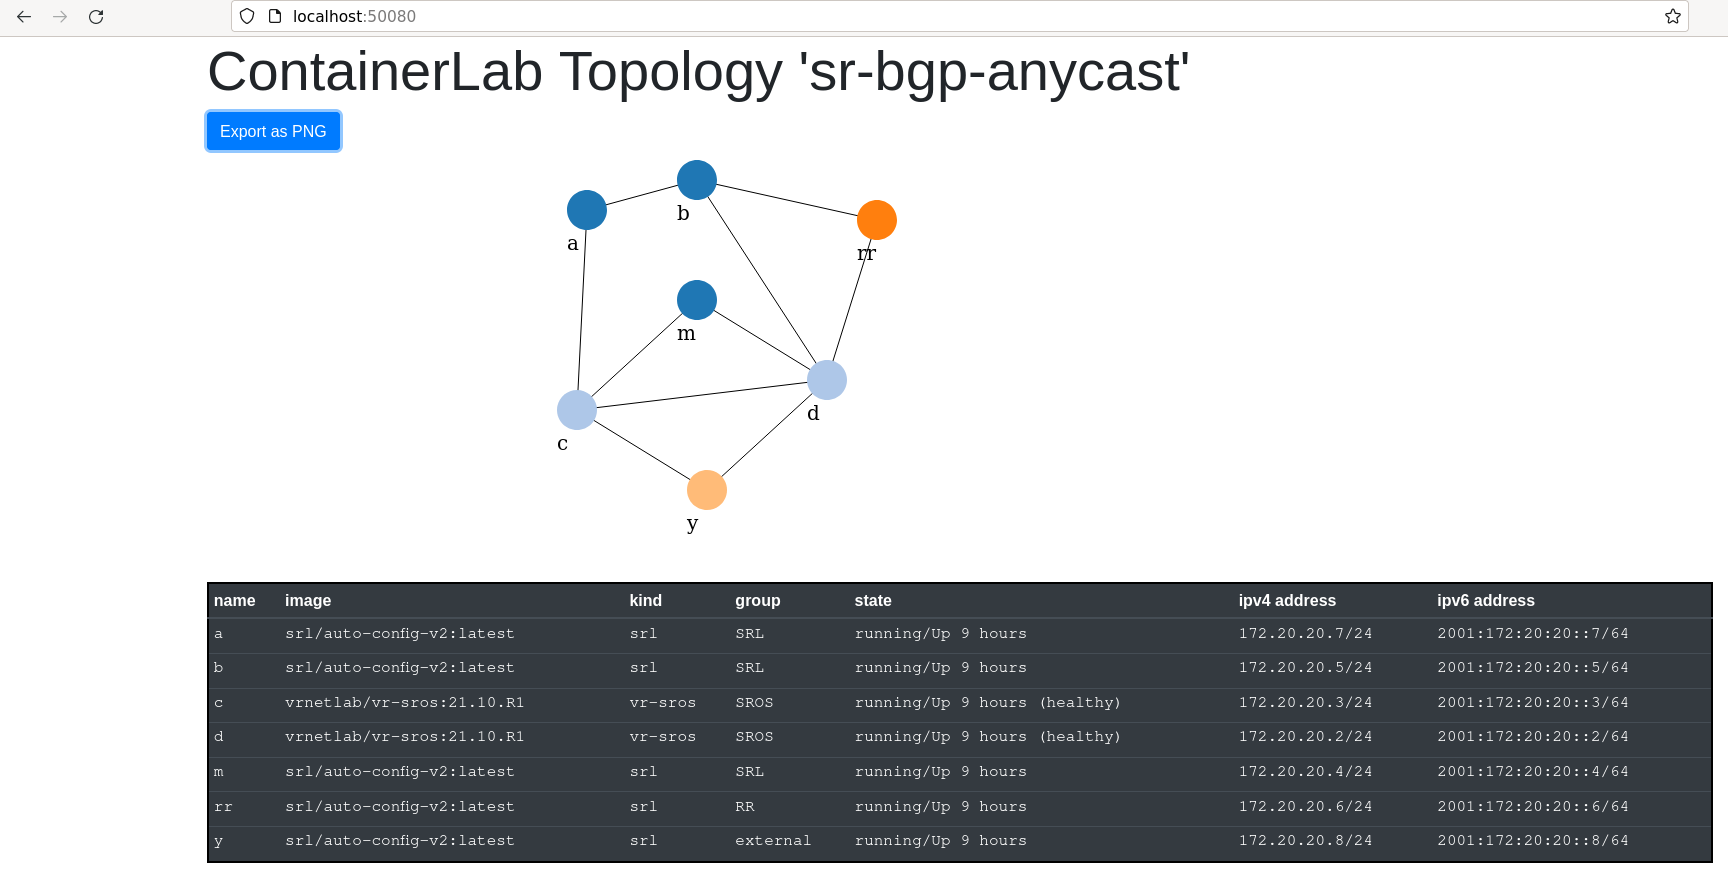 localhost:50080
ContainerLab Topology 'sr-bgp-anycast'
Export as PNG
a
b
rr
m
c
d
y
name image kind group state ipv4 address ipv6 address
a srl/auto-config-v2:latest srl SRL running/Up 9 hours 172.20.20.7/24 2001:172:20:20::7/64
b srl/auto-config-v2:latest srl SRL running/Up 9 hours 172.20.20.5/24 2001:172:20:20::5/64
c vrnetlab/vr-sros:21.10.R1 vr-sros SROS running/Up 9 hours (healthy) 172.20.20.3/24 2001:172:20:20::3/64
d vrnetlab/vr-sros:21.10.R1 vr-sros SROS running/Up 9 hours (healthy) 172.20.20.2/24 2001:172:20:20::2/64
m srl/auto-config-v2:latest srl SRL running/Up 9 hours 172.20.20.4/24 2001:172:20:20::4/64
rr srl/auto-config-v2:latest srl RR running/Up 9 hours 172.20.20.6/24 2001:172:20:20::6/64
y srl/auto-config-v2:latest srl external running/Up 9 hours 172.20.20.8/24 2001:172:20:20::8/64